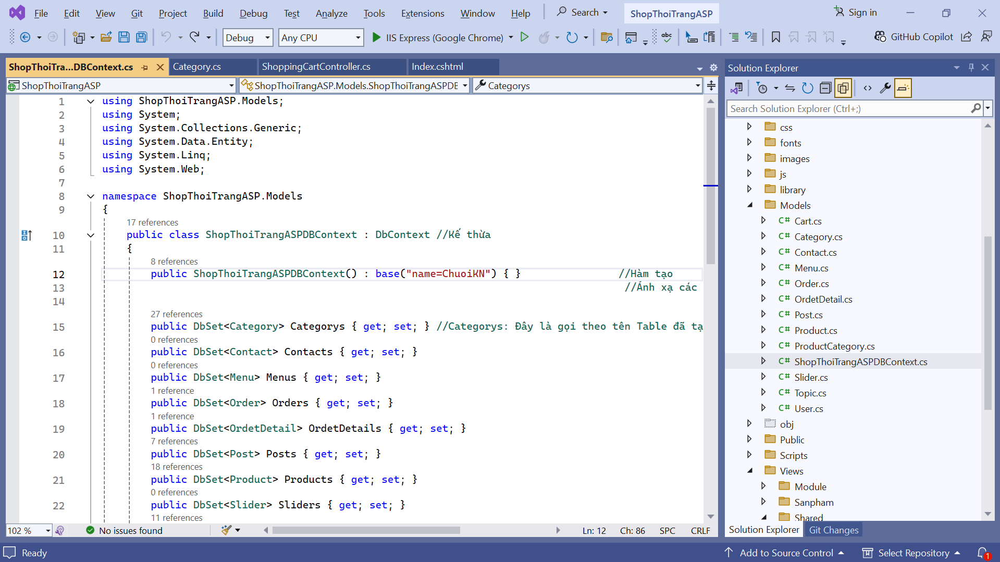 File Edit View Git Project Build Debug Test Analyze Tools Extensions Window Help Search ShopThoiTrangASP Sign in
Debug Any CPU IIS Express (Google Chrome) abc GitHub Copilot
ShopThoiTra...DBContext.cs Category.cs ShoppingCartController.cs Index.cshtml
ShopThoiTrangASP ShopThoiTrangASP.Models.ShopThoiTrangASPDE Categorys
1 using ShopThoiTrangASP.Models;
2 using System;
3 using System.Collections.Generic;
4 using System.Data.Entity;
5 using System.Linq;
6 using System.Web;
7
8 namespace ShopThoiTrangASP.Models
9 {
17 references
10 public class ShopThoiTrangASPDBContext : DbContext //Kế thừa
11 {
8 references
12 public ShopThoiTrangASPDBContext() : base("name=ChuoiKN") { } //Hàm tạo
13 //Ánh xạ các
14
27 references
15 public DbSet<Category> Categorys { get; set; } //Categorys: Đây là gọi theo tên Table đã tạ
0 references
16 public DbSet<Contact> Contacts { get; set; }
0 references
17 public DbSet<Menu> Menus { get; set; }
1 reference
18 public DbSet<Order> Orders { get; set; }
1 reference
19 public DbSet<OrdetDetail> OrdetDetails { get; set; }
7 references
20 public DbSet<Post> Posts { get; set; }
18 references
21 public DbSet<Product> Products { get; set; }
0 references
22 public DbSet<Slider> Sliders { get; set; }
11 references
102 % No issues found Ln: 12 Ch: 86 SPC CRLF
Solution Explorer
Search Solution Explorer (Ctrl+;)
css
fonts
images
js
library
Models
C# Cart.cs
C# Category.cs
C# Contact.cs
C# Menu.cs
C# Order.cs
C# OrdetDetail.cs
C# Post.cs
C# Product.cs
C# ProductCategory.cs
C# ShopThoiTrangASPDBContext.cs
C# Slider.cs
C# Topic.cs
C# User.cs
obj
Public
Scripts
Views
Module
Sanpham
Shared
Solution Explorer Git Changes
Ready Add to Source Control Select Repository 1